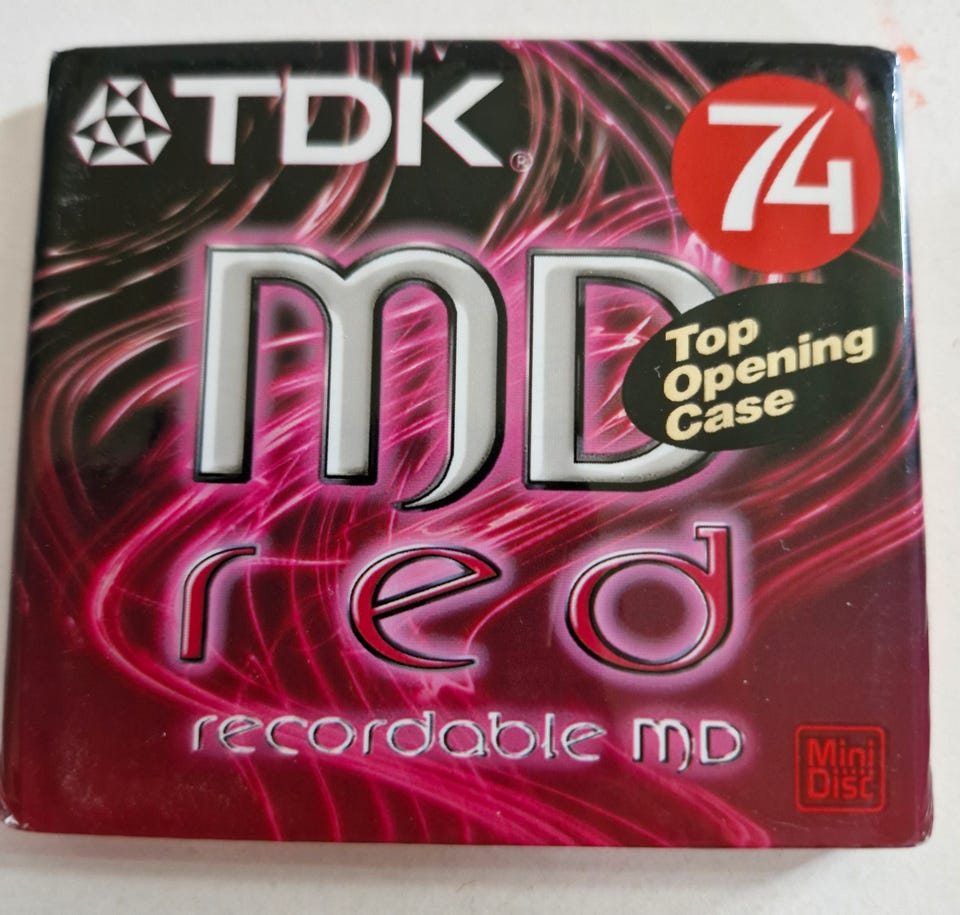 TDK®
74
MD
Top
Opening
Case
red
recordable MD
Mini
Disc